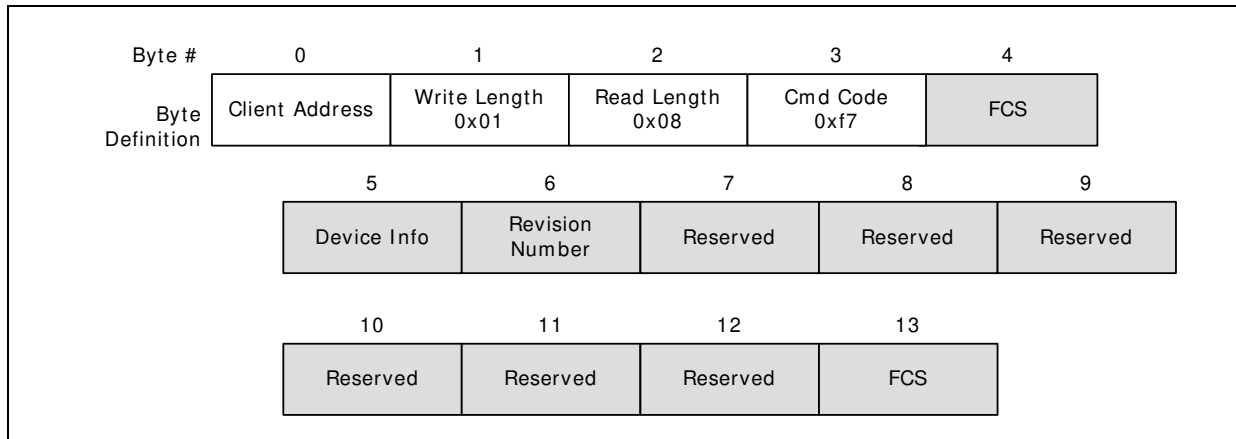 Byte # 0 1 2 3 4
Byte Definition
Client Address
Write Length
0x01
Read Length
0x08
Cmd Code
0xf7
FCS
5 6 7 8 9
Device Info
Revision
Number
Reserved
Reserved
Reserved
10 11 12 13
Reserved
Reserved
Reserved
FCS